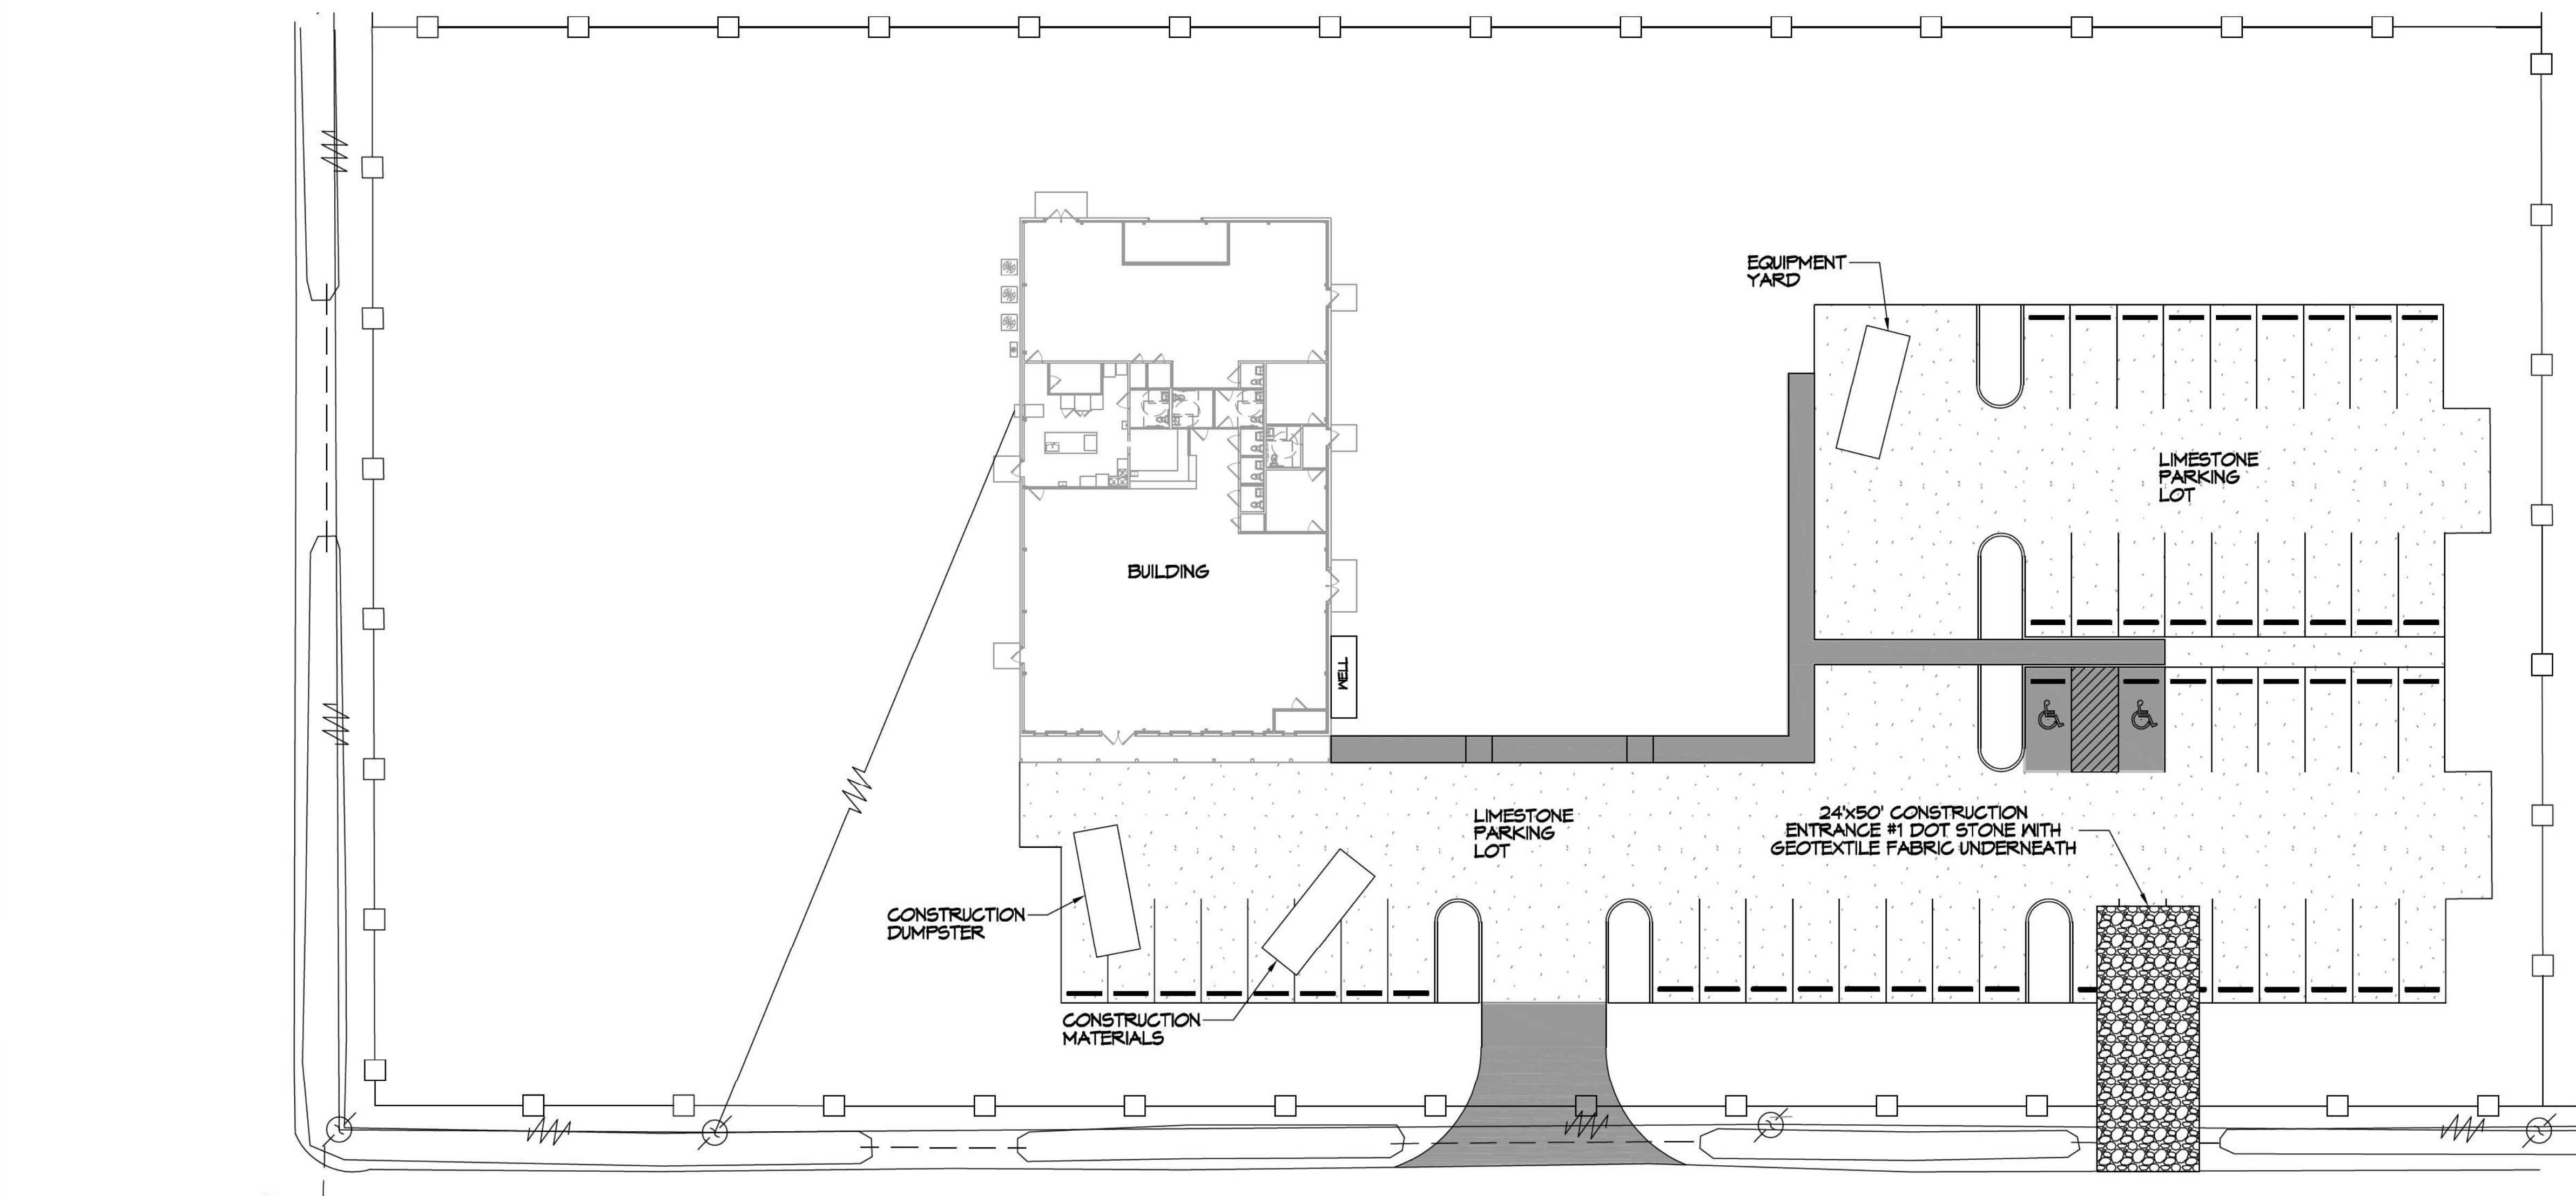 EQUIPMENT
YARD
LIMESTONE
PARKING
LOT
BUILDING
WELL
LIMESTONE
PARKING
LOT
24'x50' CONSTRUCTION
ENTRANCE #1 DOT STONE WITH
GEOTEXTILE FABRIC UNDERNEATH
CONSTRUCTION
DUMPSTER
CONSTRUCTION
MATERIALS